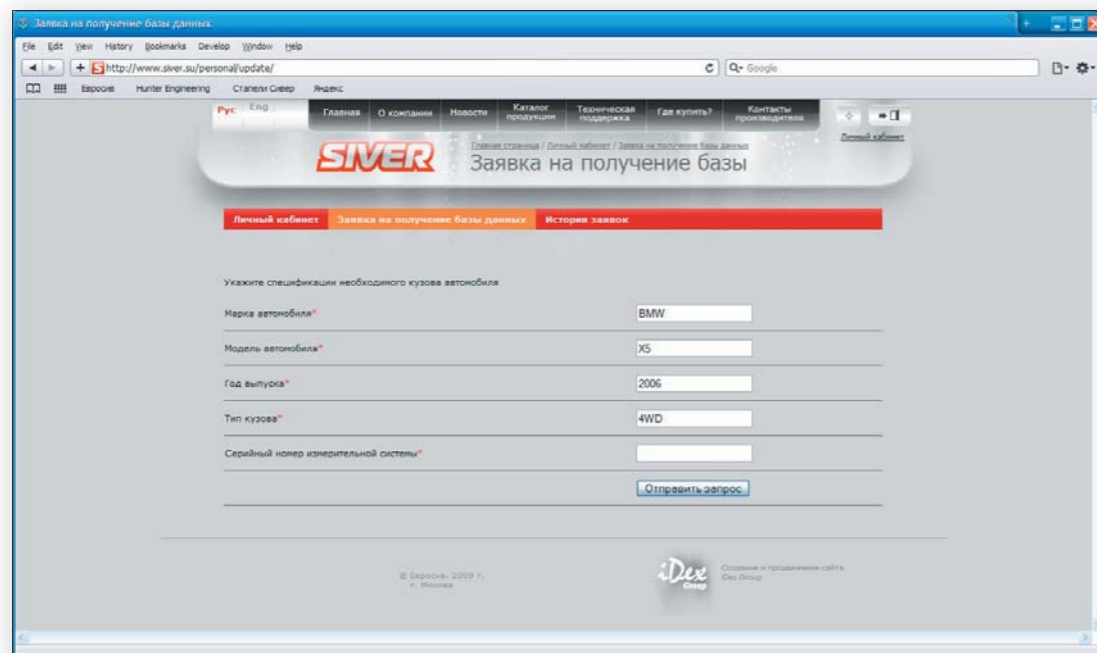 Заявка на получение базы данных
File Edit View History Bookmarks Develop Window Help
http://www.siver.su/personal/update/
Google
Евросив Hunter Engineering Стапели Сивер Яндекс
Рус Eng
Главная О компании Новости Каталог продукции Техническая поддержка Где купить? Контакты производителя
Личный кабинет
SIVER
Главная страница / Личный кабинет / Заявка на получение базы данных
Заявка на получение базы
Личный кабинет Заявка на получение базы данных История заявок
Укажите спецификации необходимого кузова автомобиля
Марка автомобиля* BMW
Модель автомобиля* X5
Год выпуска* 2006
Тип кузова* 4WD
Серийный номер измерительной системы*
Отправить запрос
© Евросив, 2009 г.
г. Москва
iDex
Group
Создание и продвижение сайта
iDex Group